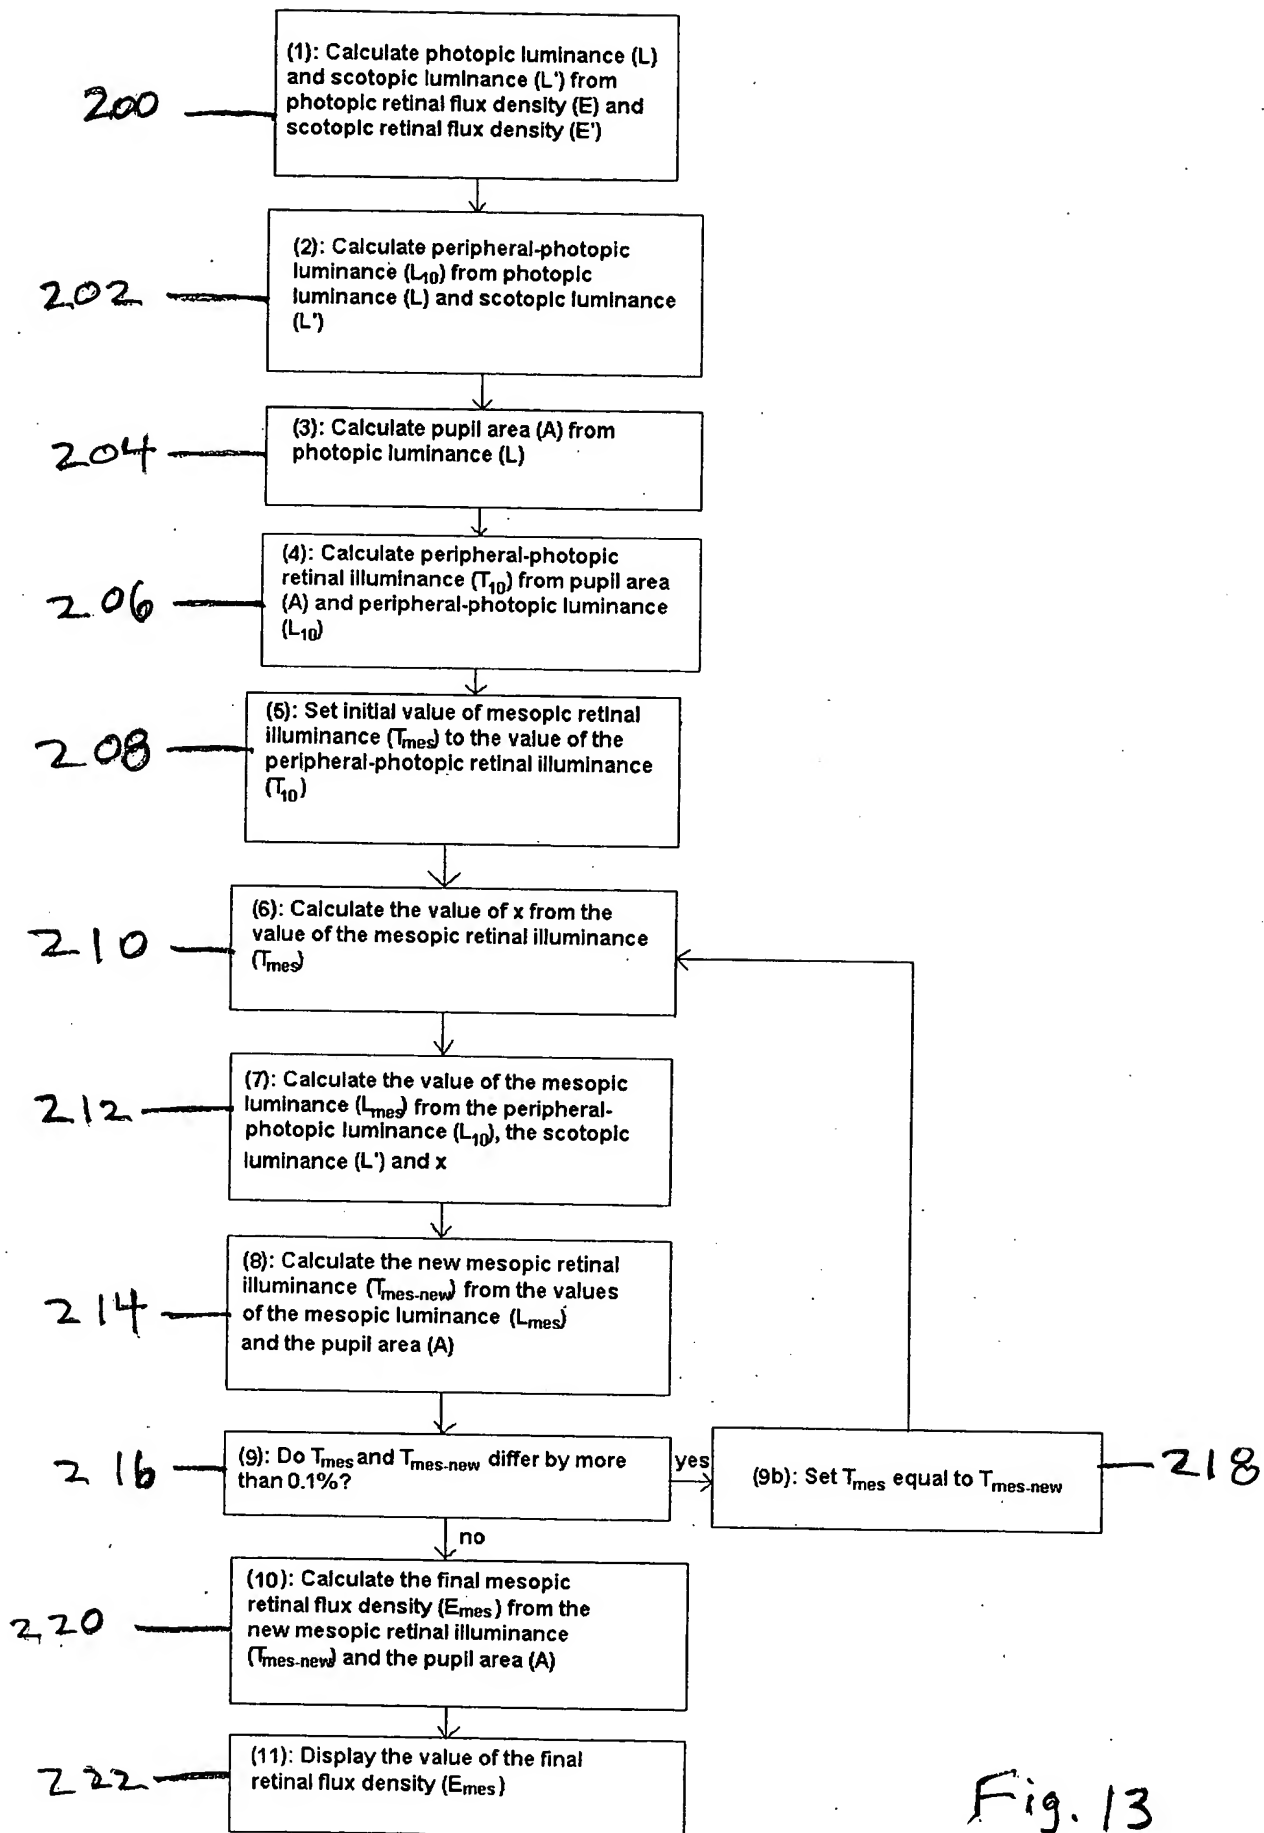 200
(1): Calculate photopic luminance (L)
and scotopic luminance (L') from
photopic retinal flux density (E) and
scotopic retinal flux density (E')
202
(2): Calculate peripheral-photopic
luminance (L10) from photopic
luminance (L) and scotopic luminance
(L')
204
(3): Calculate pupil area (A) from
photopic luminance (L)
206
(4): Calculate peripheral-photopic
retinal illuminance (T10) from pupil area
(A) and peripheral-photopic luminance
(L10)
208
(5): Set initial value of mesopic retinal
illuminance (Tmes) to the value of the
peripheral-photopic retinal illuminance
(T10)
210
(6): Calculate the value of x from the
value of the mesopic retinal illuminance
(Tmes)
212
(7): Calculate the value of the mesopic
luminance (Lmes) from the peripheral-
photopic luminance (L10), the scotopic
luminance (L') and x
214
(8): Calculate the new mesopic retinal
illuminance (Tmes-new) from the values
of the mesopic luminance (Lmes)
and the pupil area (A)
216
(9): Do Tmes and Tmes-new differ by more
than 0.1%?
yes
(9b): Set Tmes equal to Tmes-new
218
no
220
(10): Calculate the final mesopic
retinal flux density (Emes) from the
new mesopic retinal illuminance
(Tmes-new) and the pupil area (A)
222
(11): Display the value of the final
retinal flux density (Emes)
Fig. 13